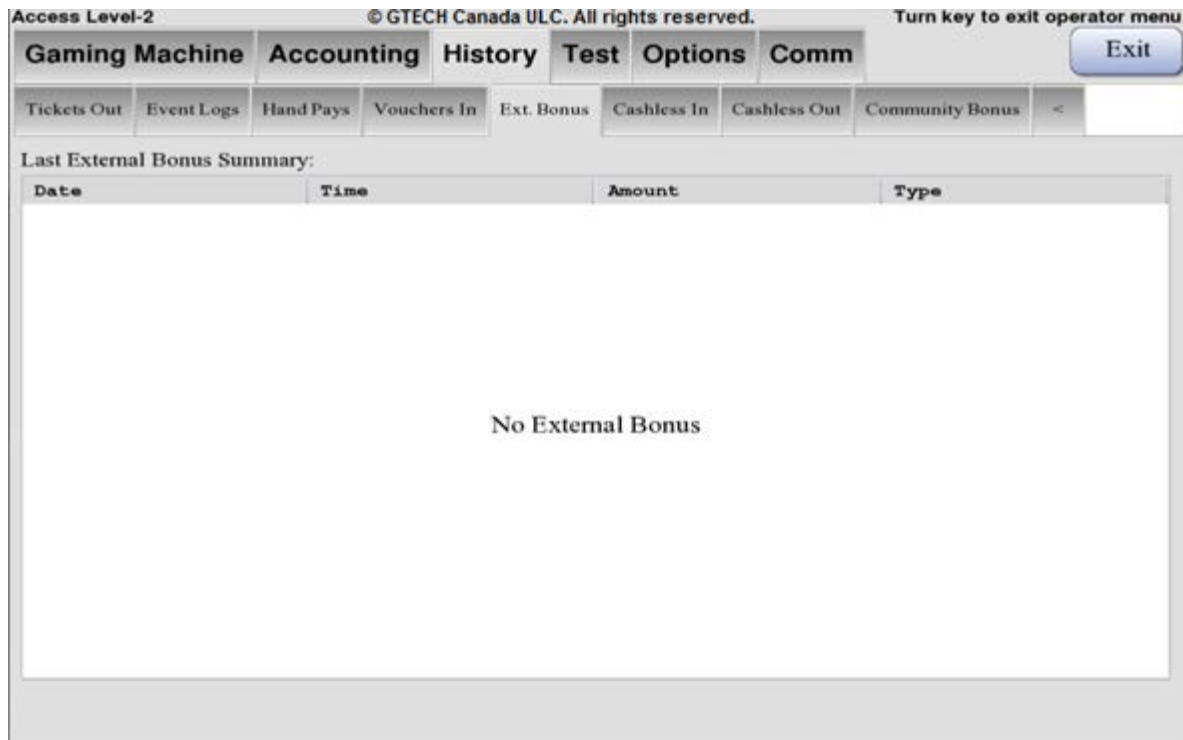 Access Level-2 © GTECH Canada ULC. All rights reserved. Turn key to exit operator menu
Gaming Machine Accounting History Test Options Comm Exit
Tickets Out Event Logs Hand Pays Vouchers In Ext. Bonus Cashless In Cashless Out Community Bonus <
Last External Bonus Summary:
Date Time Amount Type
No External Bonus